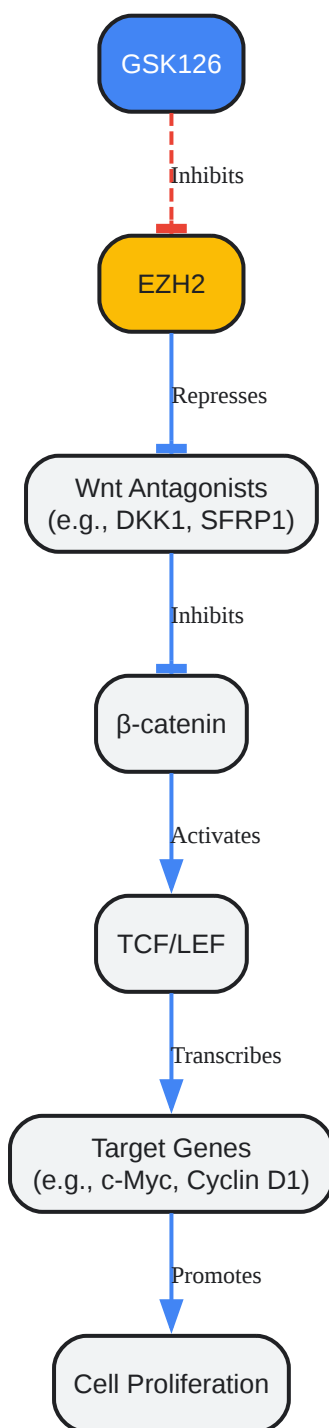 GSK126
Inhibits
EZH2
Represses
Wnt Antagonists
(e.g., DKK1, SFRP1)
Inhibits
β-catenin
Activates
TCF/LEF
Transcribes
Target Genes
(e.g., c-Myc, Cyclin D1)
Promotes
Cell Proliferation